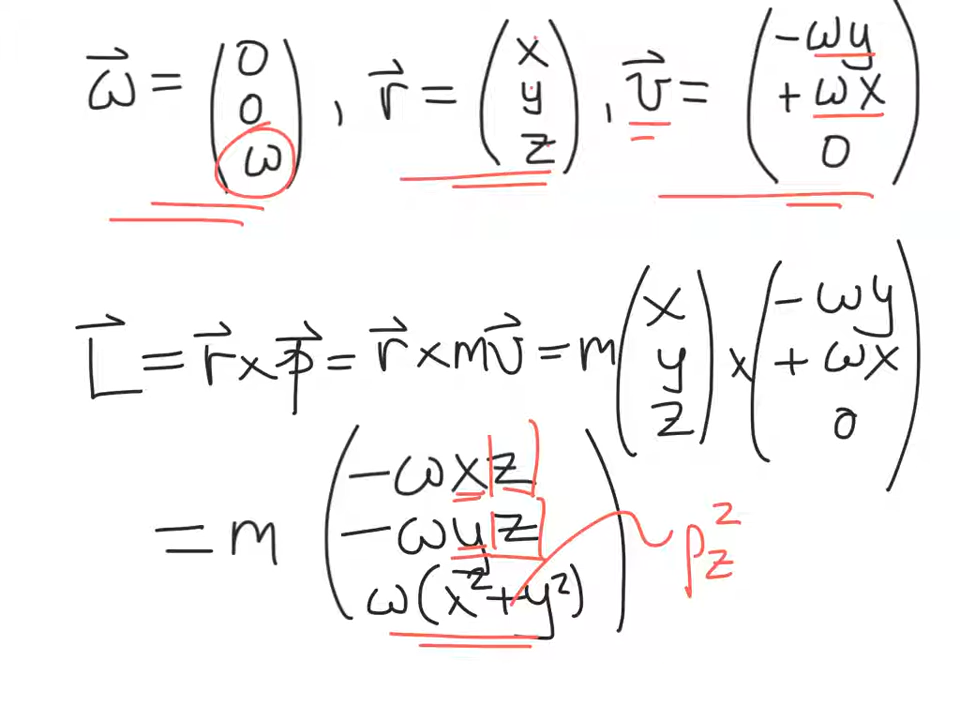 ω⃗ = (0 0 ω) , r⃗ = (x y z) , v⃗ = (-ωy +ωx 0)
L⃗ = r⃗ × p⃗ = r⃗ × mv⃗ = m (x y z) × (-ωy +ωx 0)
= m (-ωxz -ωyz ω(x²+y²)) ρ_z²